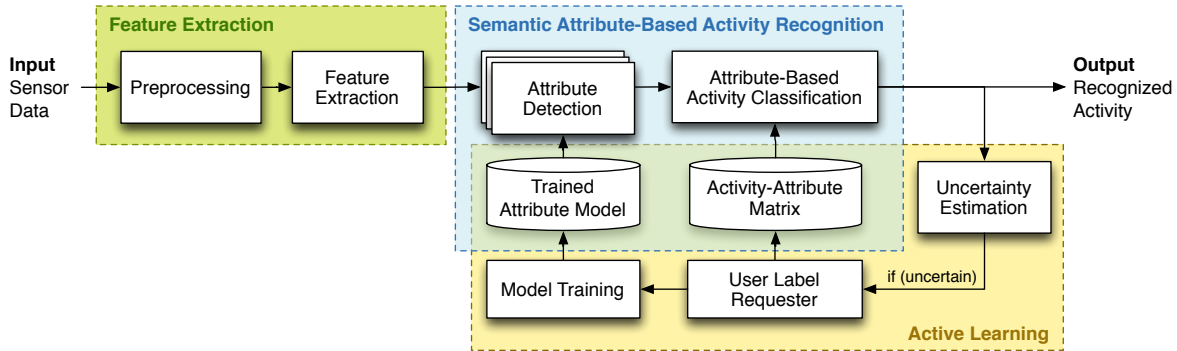 Feature Extraction
Semantic Attribute-Based Activity Recognition
Input
Sensor
Data
Preprocessing
Feature
Extraction
Attribute
Detection
Attribute-Based
Activity Classification
Output
Recognized
Activity
Trained
Attribute Model
Activity-Attribute
Matrix
Uncertainty
Estimation
Model Training
User Label
Requester
if (uncertain)
Active Learning